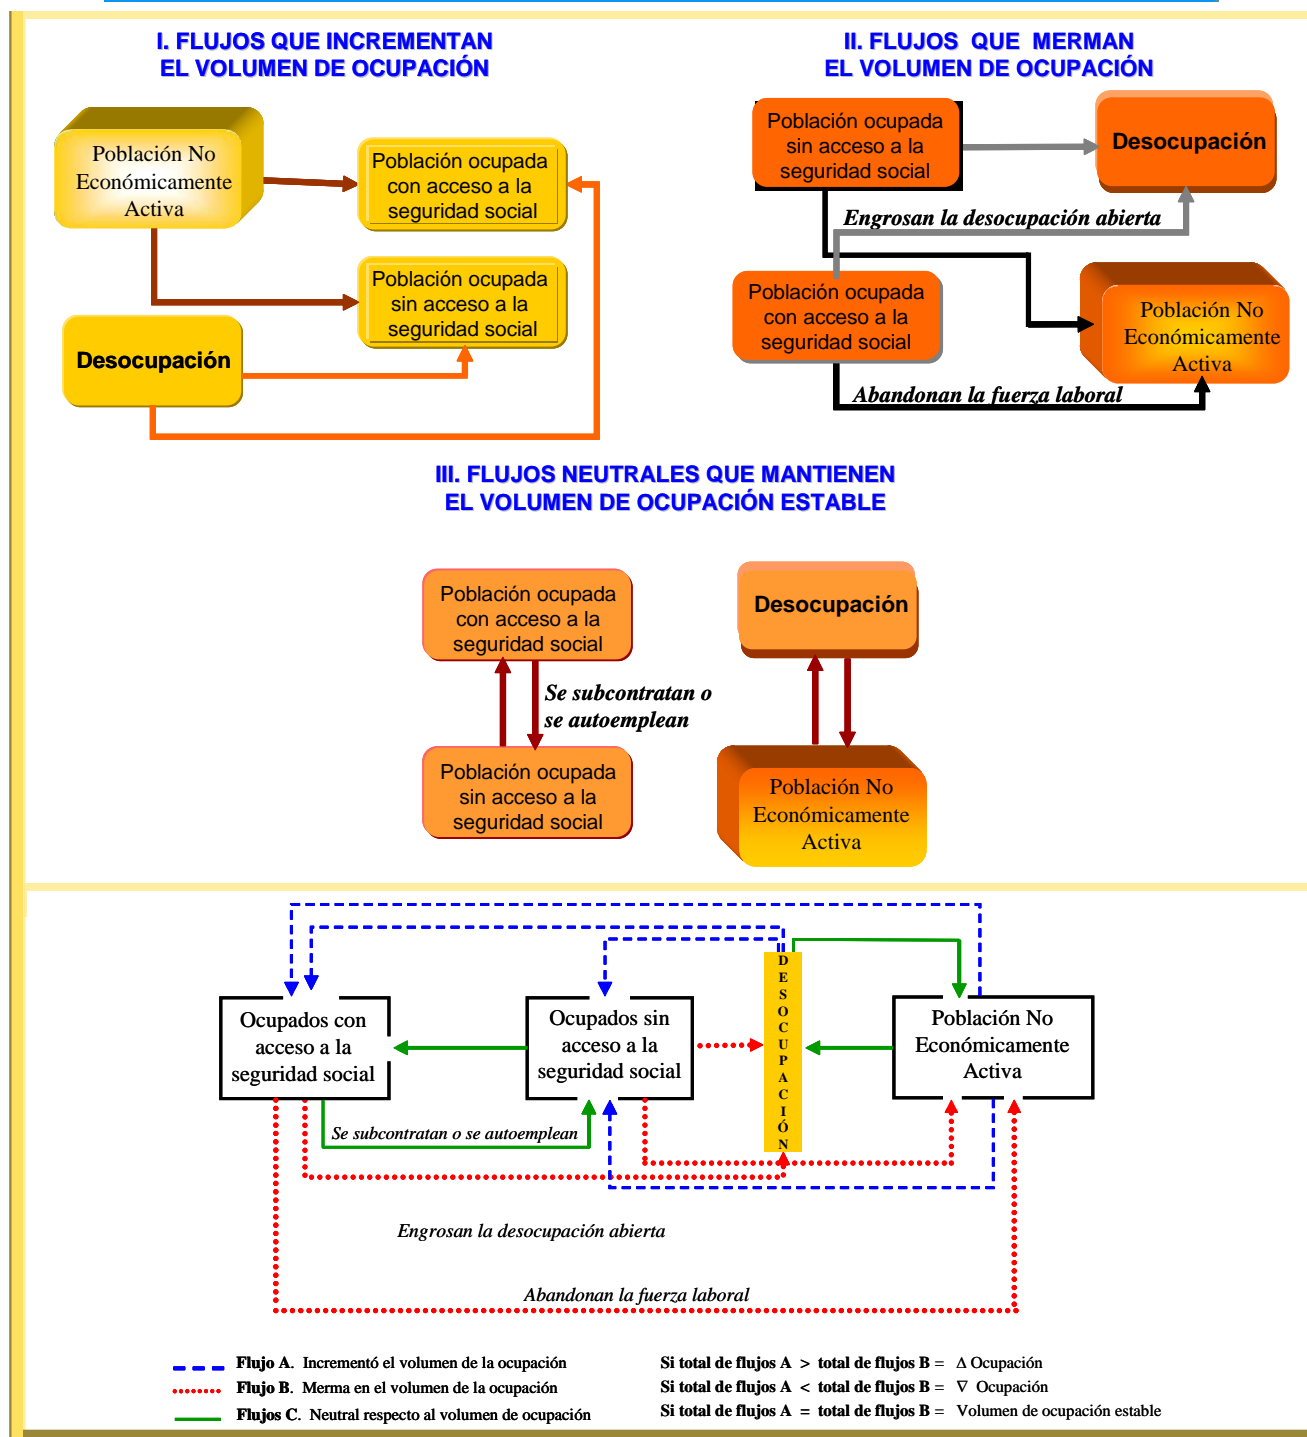 I. FLUJOS QUE INCREMENTAN
EL VOLUMEN DE OCUPACIÓN
Población No
Económicamente
Activa
Población ocupada
con acceso a la
seguridad social
Población ocupada
sin acceso a la
seguridad social
Desocupación
II. FLUJOS QUE MERMAN
EL VOLUMEN DE OCUPACIÓN
Población ocupada
sin acceso a la
seguridad social
Desocupación
Engrosan la desocupación abierta
Población ocupada
con acceso a la
seguridad social
Población No
Económicamente
Activa
Abandonan la fuerza laboral
III. FLUJOS NEUTRALES QUE MANTIENEN
EL VOLUMEN DE OCUPACIÓN ESTABLE
Población ocupada
con acceso a la
seguridad social
Se subcontratan o
se autoemplean
Población ocupada
sin acceso a la
seguridad social
Desocupación
Población No
Económicamente
Activa
Ocupados con
acceso a la
seguridad social
Ocupados sin
acceso a la
seguridad social
DESOCUPACIÓN
Población No
Económicamente
Activa
Se subcontratan o se autoemplean
Engrosan la desocupación abierta
Abandonan la fuerza laboral
Flujo A. Incrementó el volumen de la ocupación
Flujo B. Merma en el volumen de la ocupación
Flujos C. Neutral respecto al volumen de ocupación
Si total de flujos A > total de flujos B = Δ Ocupación
Si total de flujos A < total de flujos B = ∇ Ocupación
Si total de flujos A = total de flujos B = Volumen de ocupación estable